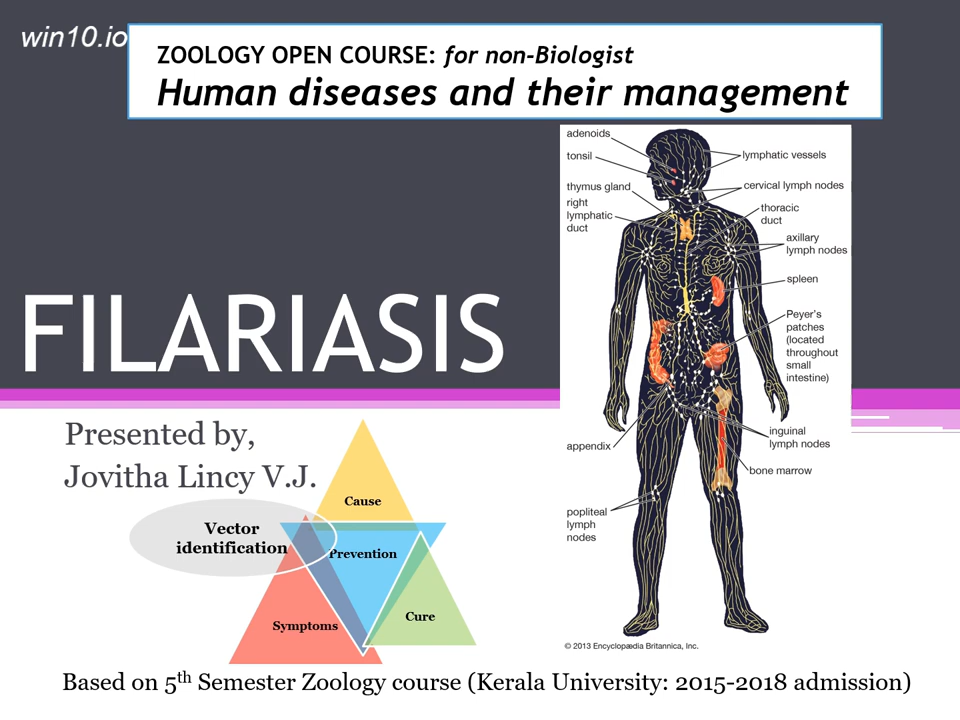 win10.io
ZOOLOGY OPEN COURSE: for non-Biologist
Human diseases and their management
adenoids
tonsil
thymus gland
right
lymphatic
duct
lymphatic vessels
cervical lymph nodes
thoracic
duct
axillary
lymph nodes
spleen
Peyer's
patches
(located
throughout
small
intestine)
inguinal
lymph nodes
bone marrow
appendix
popliteal
lymph
nodes
© 2013 Encyclopædia Britannica, Inc.
FILARIASIS
Presented by,
Jovitha Lincy V.J.
Cause
Vector
identification
Prevention
Symptoms
Cure
Based on 5th Semester Zoology course (Kerala University: 2015-2018 admission)